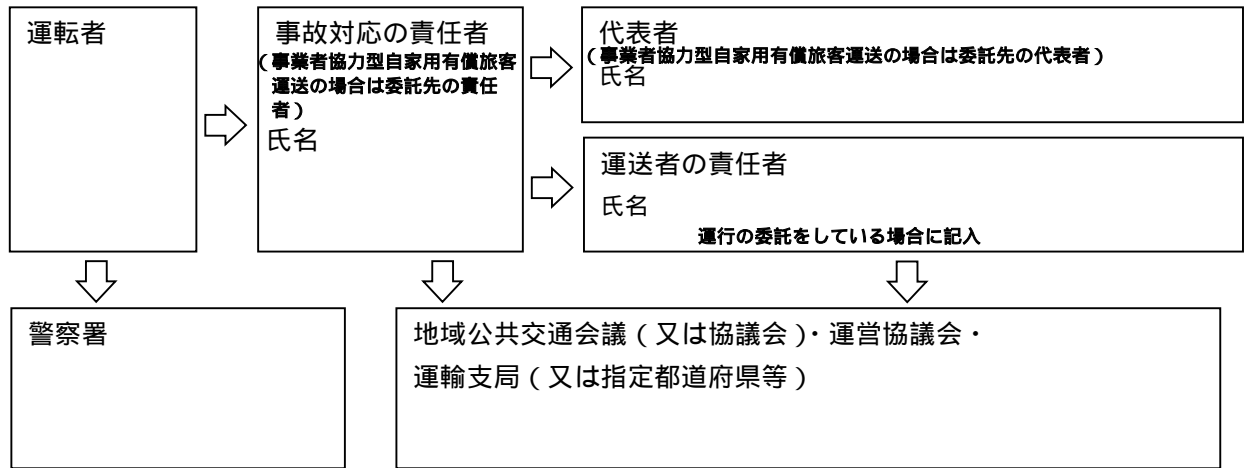 運転者
事故対応の責任者
（事業者協力型自家用有償旅客
運送の場合は委託先の責任
者）
氏名
代表者
（事業者協力型自家用有償旅客運送の場合は委託先の代表者）
氏名
運送者の責任者
氏名
運行の委託をしている場合に記入
警察署
地域公共交通会議（又は協議会）・運営協議会・
運輸支局（又は指定都道府県等）